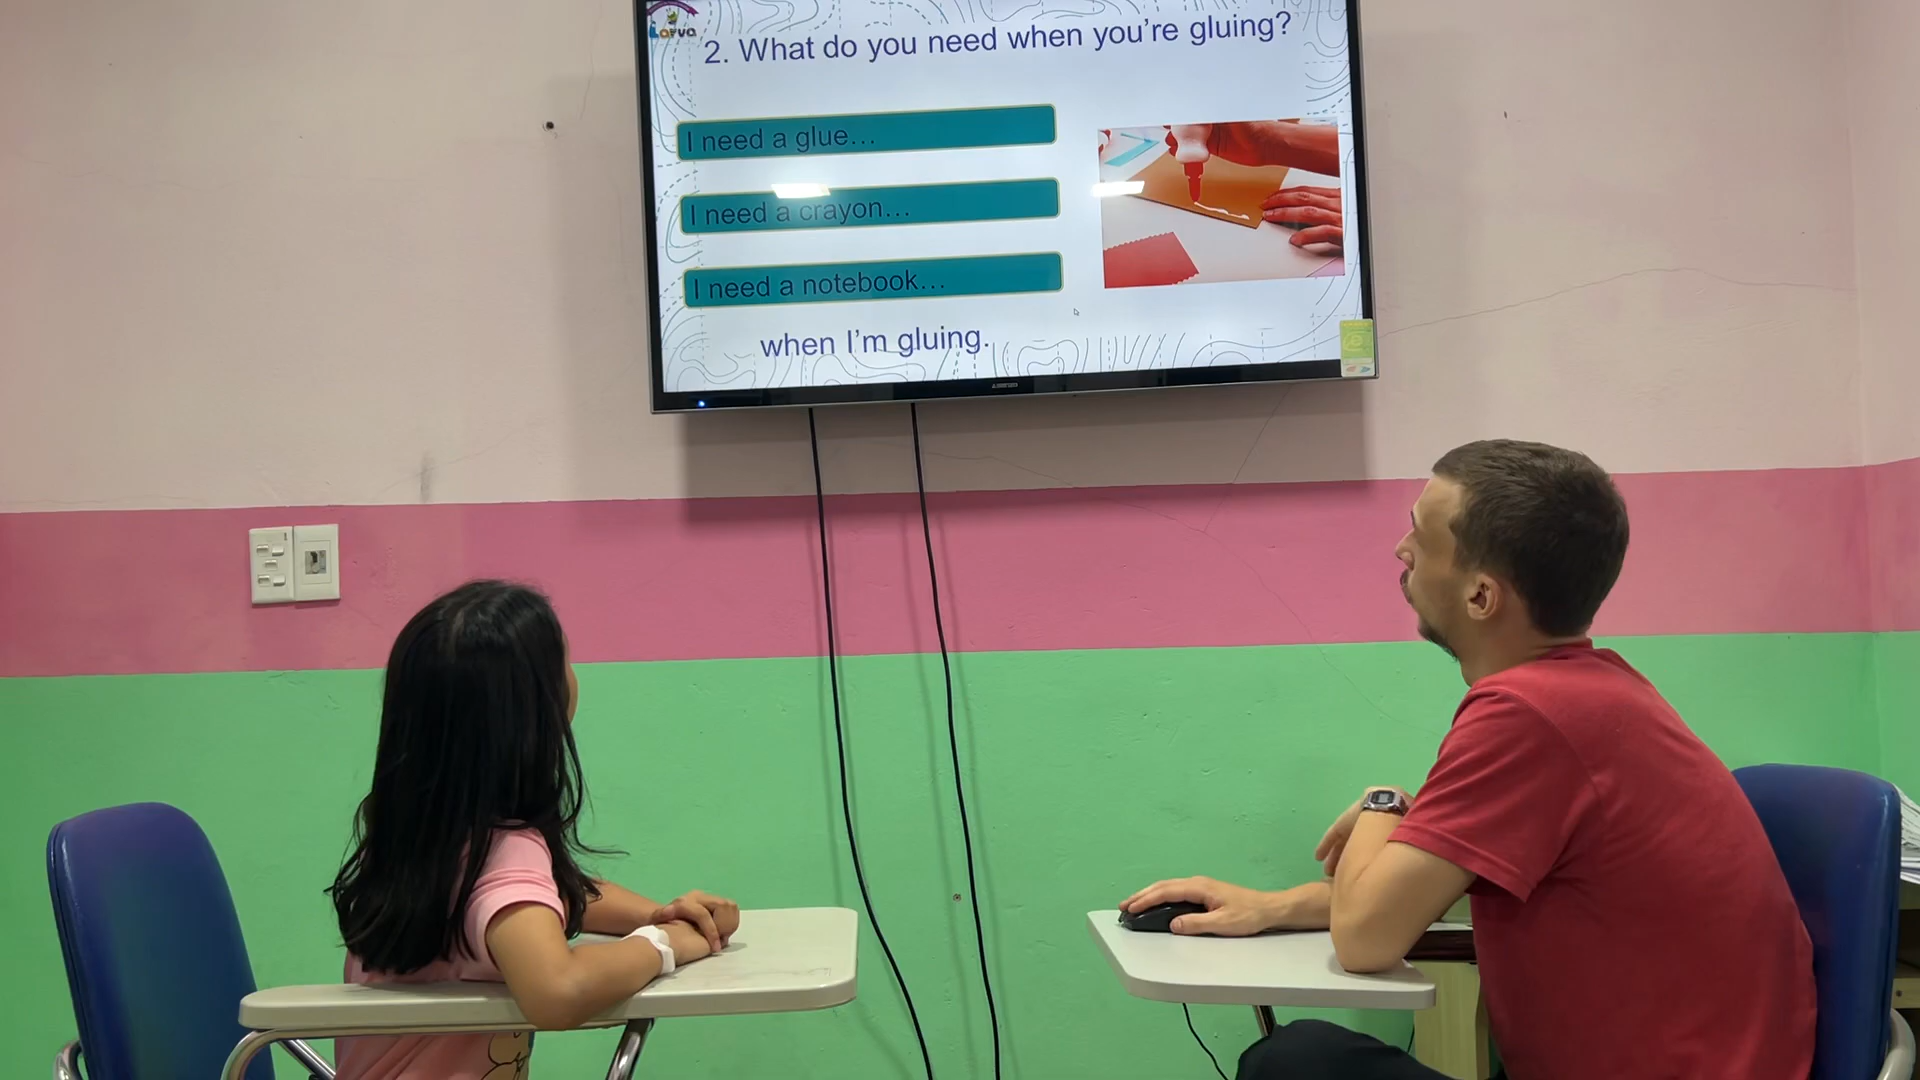 Larva
2. What do you need when you're gluing?
I need a glue...
I need a crayon...
I need a notebook...
when I'm gluing.